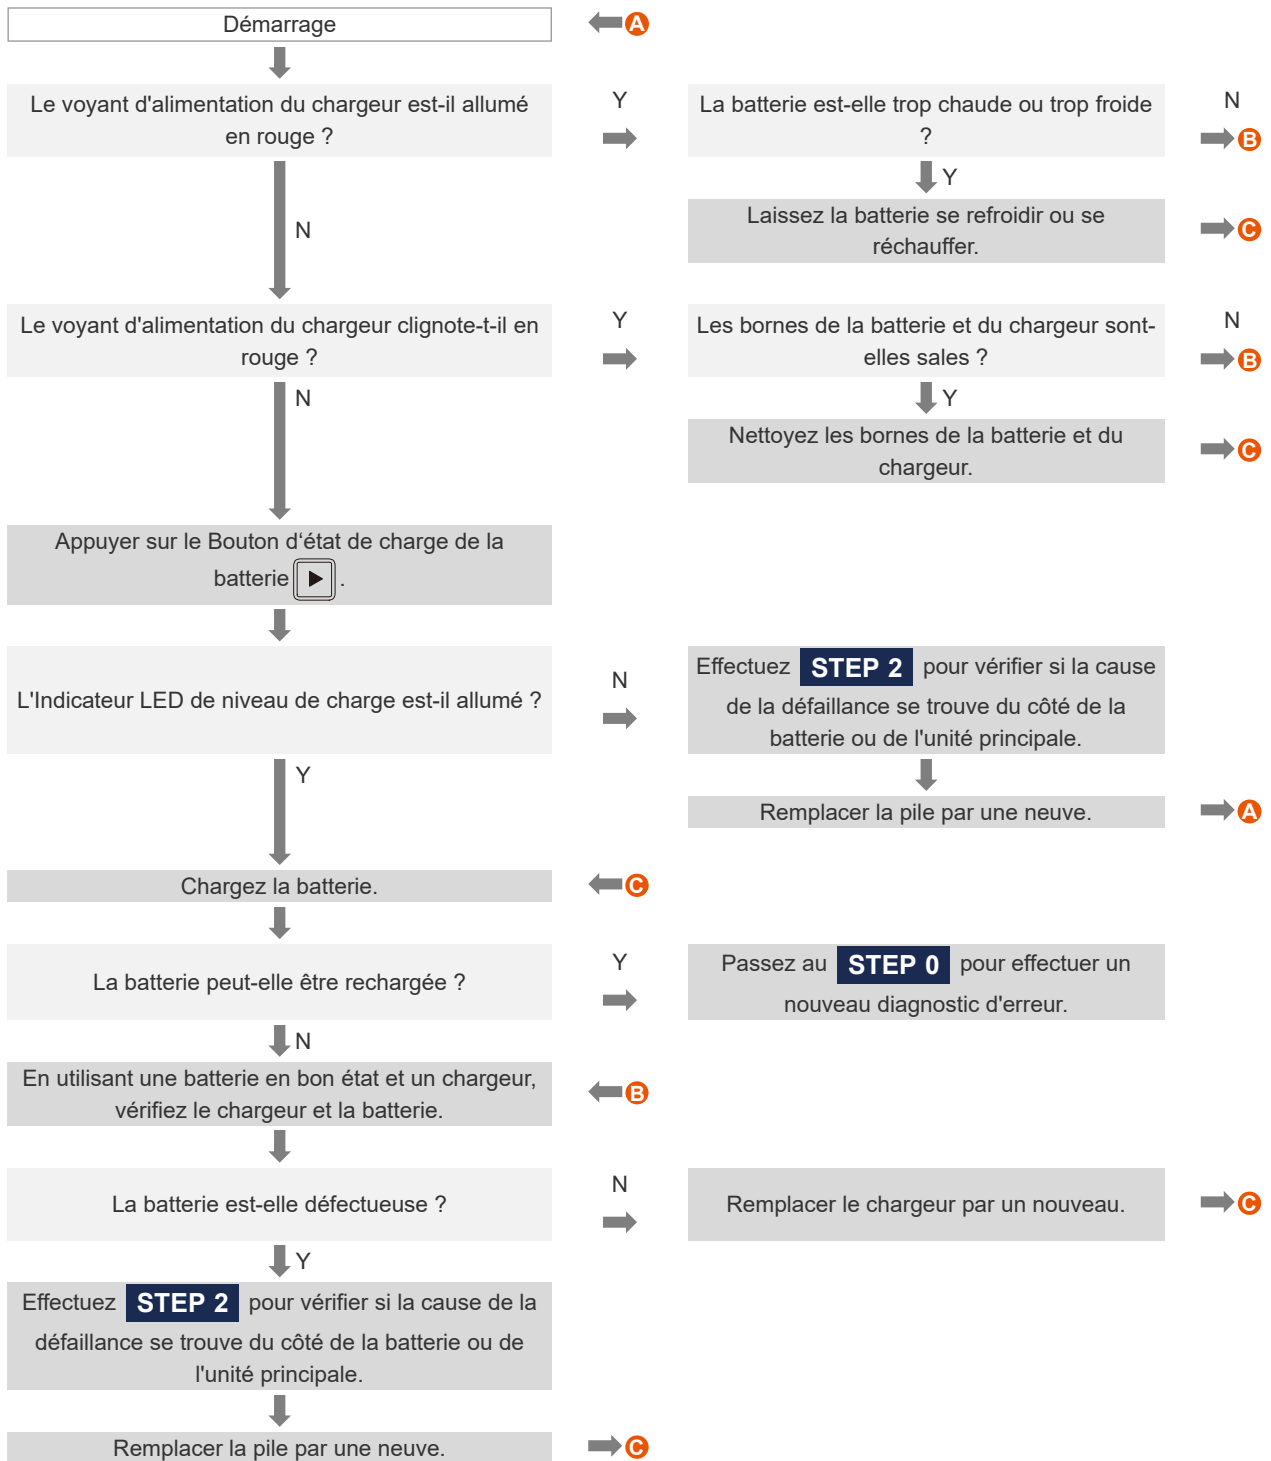 Démarrage
A
Le voyant d'alimentation du chargeur est-il allumé
en rouge ?
Y
La batterie est-elle trop chaude ou trop froide
?
N
B
Y
Laissez la batterie se refroidir ou se
réchauffer.
C
N
Le voyant d'alimentation du chargeur clignote-t-il en
rouge ?
Y
Les bornes de la batterie et du chargeur sont-
elles sales ?
N
B
Y
Nettoyez les bornes de la batterie et du
chargeur.
C
N
Appuyer sur le Bouton d‘état de charge de la
batterie .
L'Indicateur LED de niveau de charge est-il allumé ?
N
Effectuez STEP 2 pour vérifier si la cause
de la défaillance se trouve du côté de la
batterie ou de l'unité principale.
Remplacer la pile par une neuve.
A
Y
Chargez la batterie.
C
La batterie peut-elle être rechargée ?
Y
Passez au STEP 0 pour effectuer un
nouveau diagnostic d'erreur.
N
En utilisant une batterie en bon état et un chargeur,
vérifiez le chargeur et la batterie.
B
La batterie est-elle défectueuse ?
N
Remplacer le chargeur par un nouveau.
C
Y
Effectuez STEP 2 pour vérifier si la cause de la
défaillance se trouve du côté de la batterie ou de
l'unité principale.
Remplacer la pile par une neuve.
C